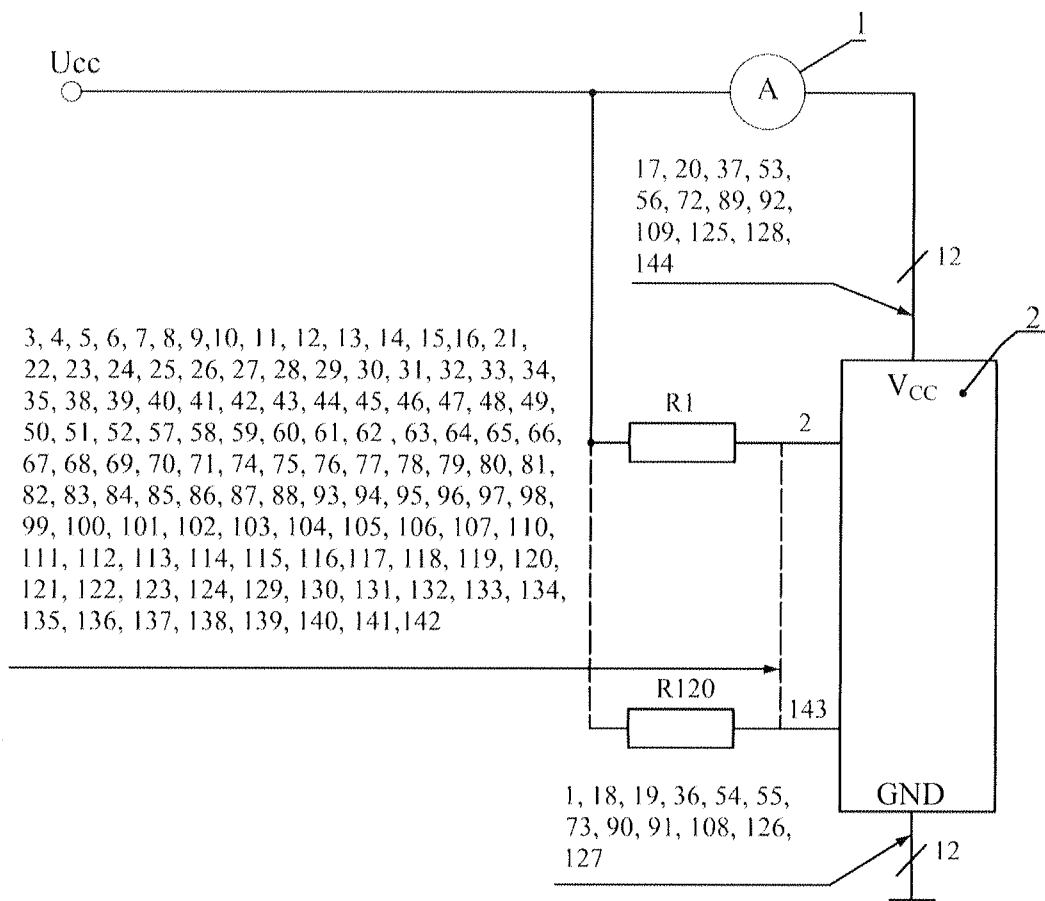 1
Ucc
A
17, 20, 37, 53,
56, 72, 89, 92,
109, 125, 128,
144
12
2
3, 4, 5, 6, 7, 8, 9,10, 11, 12, 13, 14, 15,16, 21,
22, 23, 24, 25, 26, 27, 28, 29, 30, 31, 32, 33, 34,
35, 38, 39, 40, 41, 42, 43, 44, 45, 46, 47, 48, 49,
50, 51, 52, 57, 58, 59, 60, 61, 62 , 63, 64, 65, 66,
67, 68, 69, 70, 71, 74, 75, 76, 77, 78, 79, 80, 81,
82, 83, 84, 85, 86, 87, 88, 93, 94, 95, 96, 97, 98,
99, 100, 101, 102, 103, 104, 105, 106, 107, 110,
111, 112, 113, 114, 115, 116,117, 118, 119, 120,
121, 122, 123, 124, 129, 130, 131, 132, 133, 134,
135, 136, 137, 138, 139, 140, 141,142
VCC
R1
2
R120
143
GND
1, 18, 19, 36, 54, 55,
73, 90, 91, 108, 126,
127
12